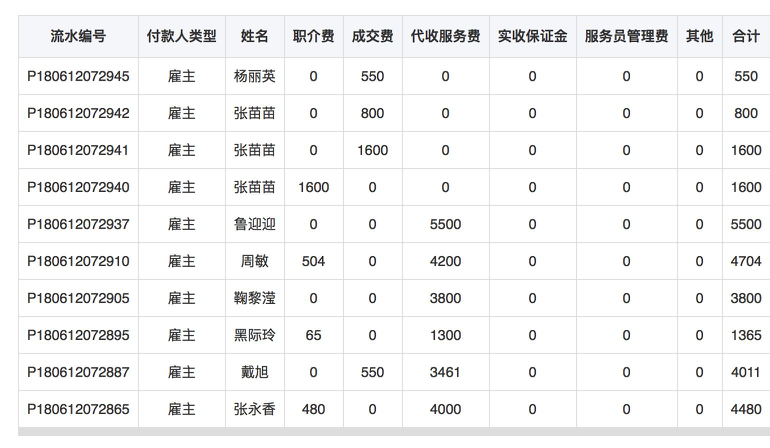 流水编号 付款人类型 姓名 职介费 成交费 代收服务费 实收保证金 服务员管理费 其他 合计
P180612072945 雇主 杨丽英 0 550 0 0 0 0 550
P180612072942 雇主 张苗苗 0 800 0 0 0 0 800
P180612072941 雇主 张苗苗 0 1600 0 0 0 0 1600
P180612072940 雇主 张苗苗 1600 0 0 0 0 0 1600
P180612072937 雇主 鲁迎迎 0 0 5500 0 0 0 5500
P180612072910 雇主 周敏 504 0 4200 0 0 0 4704
P180612072905 雇主 鞠黎滢 0 0 3800 0 0 0 3800
P180612072895 雇主 黑际玲 65 0 1300 0 0 0 1365
P180612072887 雇主 戴旭 0 550 3461 0 0 0 4011
P180612072865 雇主 张永香 480 0 4000 0 0 0 4480